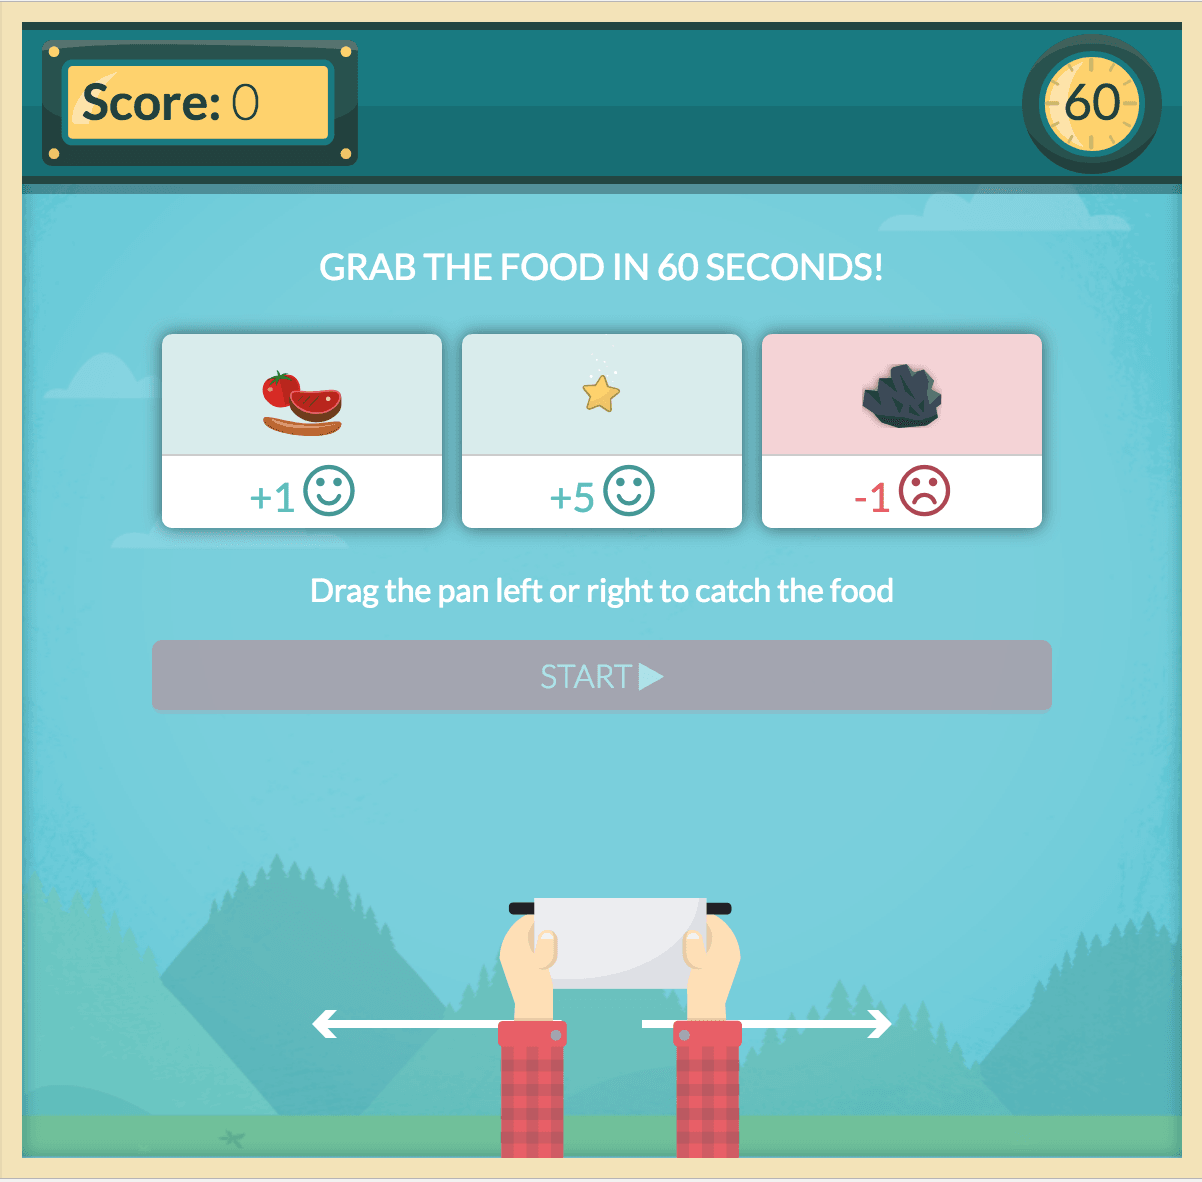 Score: 0
60
GRAB THE FOOD IN 60 SECONDS!
+1
+5
-1
Drag the pan left or right to catch the food
START